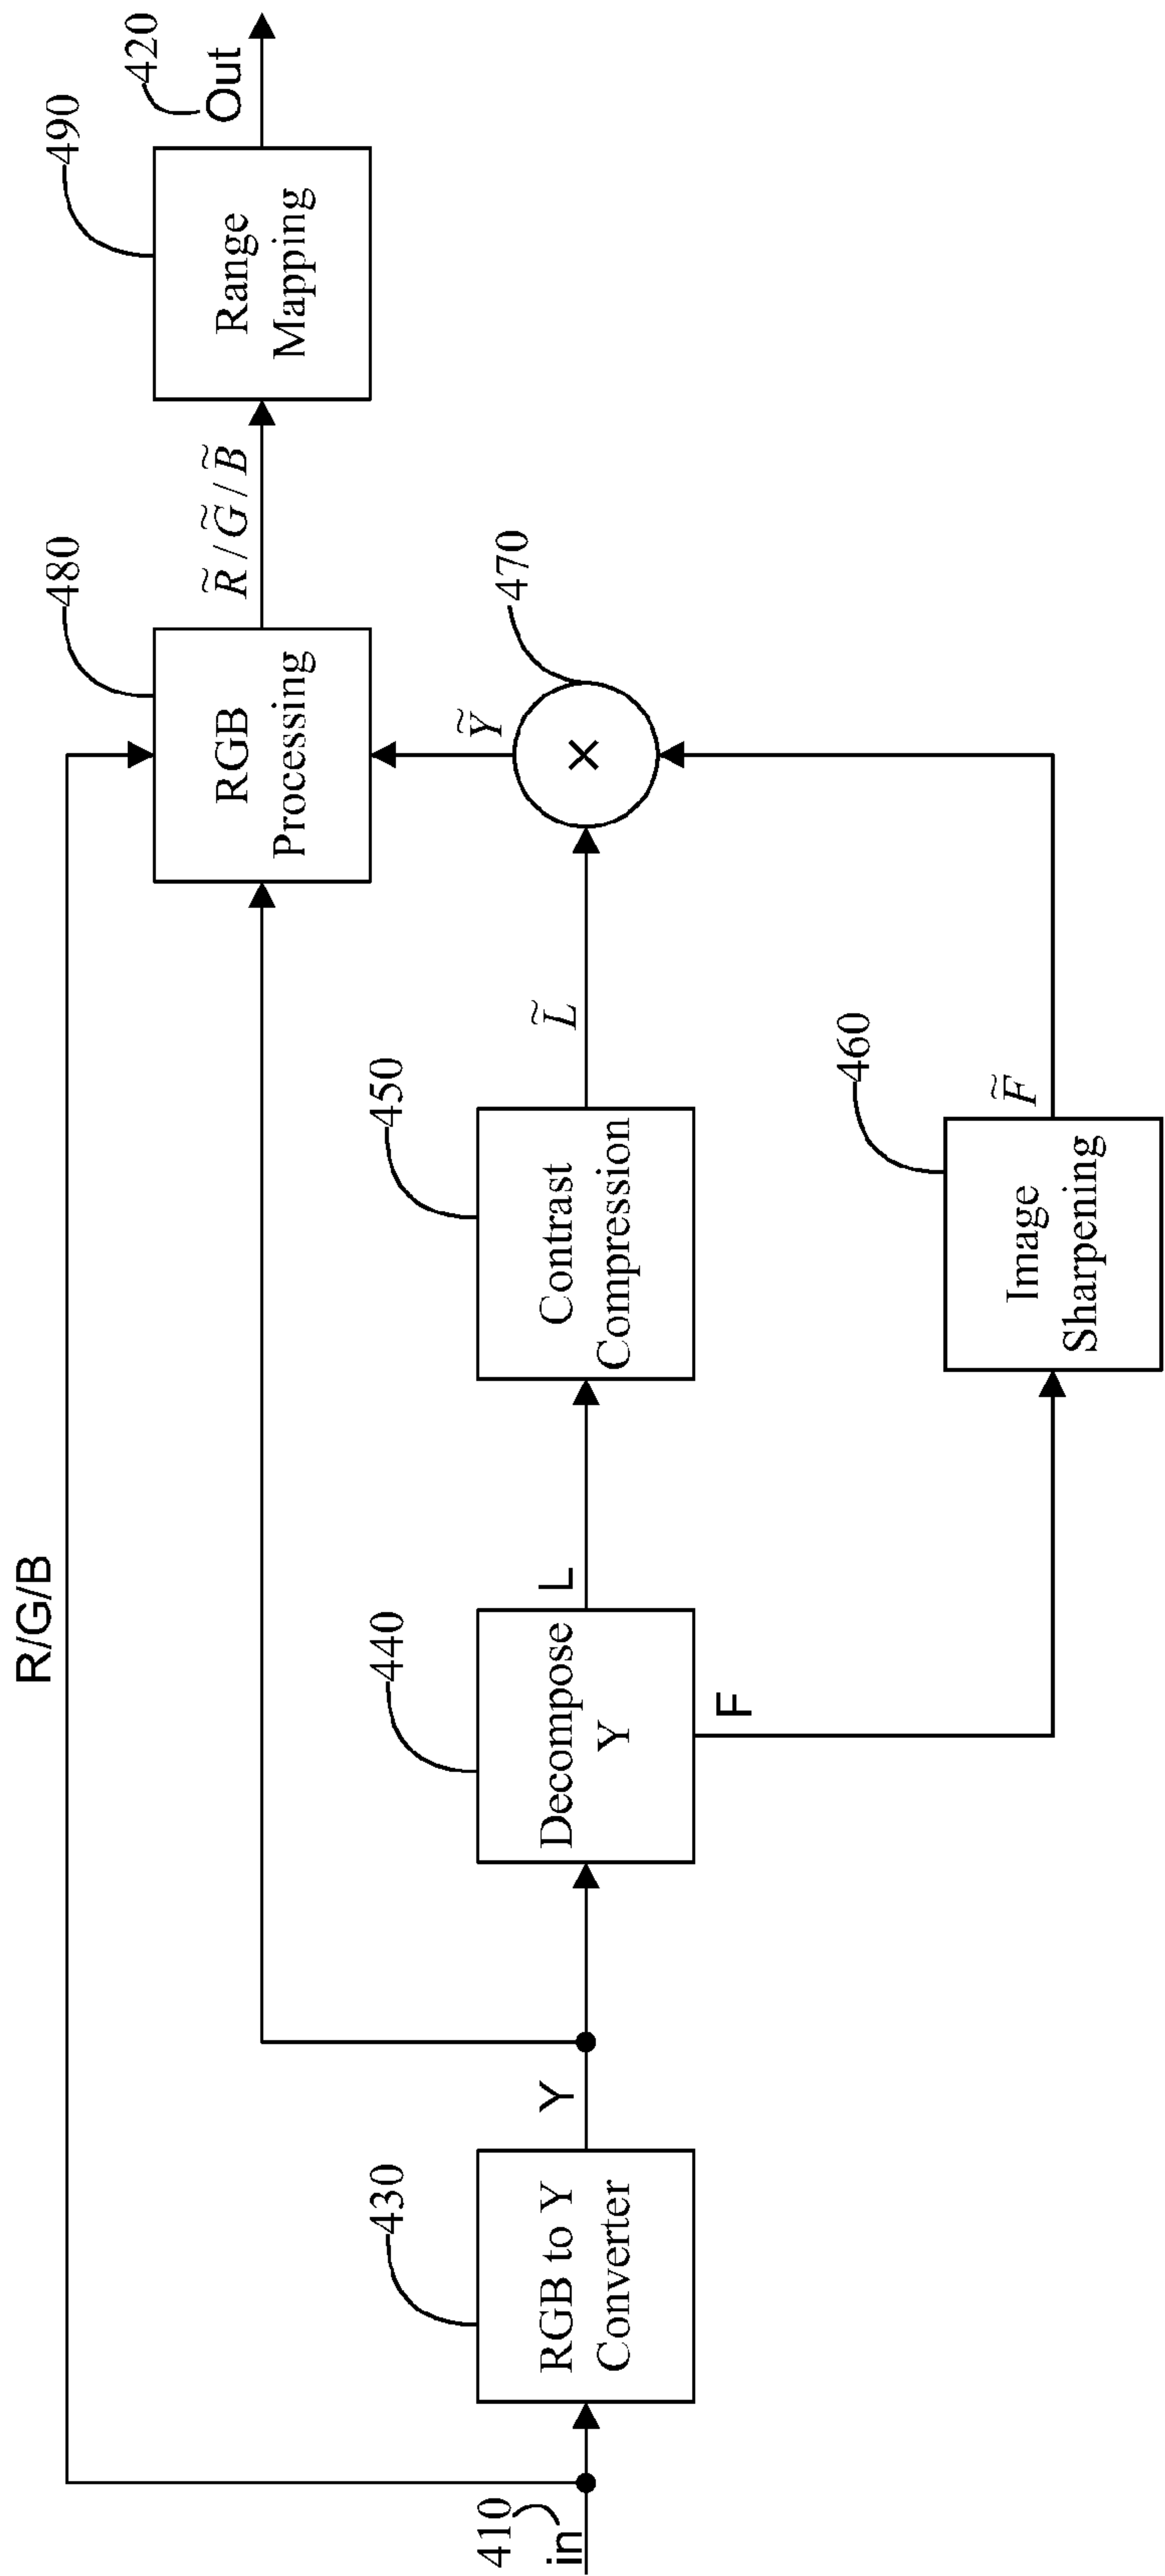 R/G/B
410
in
430
RGB to Y
Converter
Y
440
Decompose
Y
L
F
450
Contrast
Compression
L̃
460
Image
Sharpening
F̃
470
×
Ỹ
480
RGB
Processing
R̃/G̃/B̃
490
Range
Mapping
420
Out